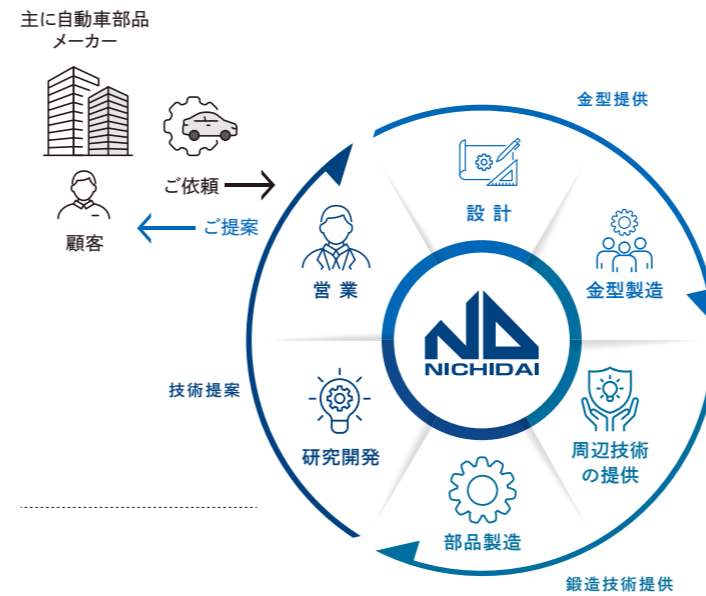 主に自動車部品
メーカー
金型提供
ご依頼
ご提案
顧客
設計
営業
金型製造
NICHIDAI
技術提案
研究開発
周辺技術
の提供
部品製造
鍛造技術提供